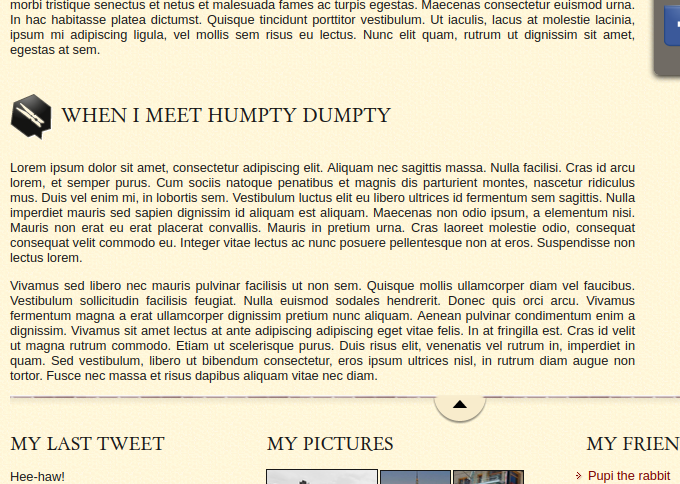 morbi tristique senectus et netus et malesuada fames ac turpis egestas. Maecenas consectetur euismod urna.
In hac habitasse platea dictumst. Quisque tincidunt porttitor vestibulum. Ut iaculis, lacus at molestie lacinia,
ipsum mi adipiscing ligula, vel mollis sem risus eu lectus. Nunc elit quam, rutrum ut dignissim sit amet,
egestas at sem.
WHEN I MEET HUMPTY DUMPTY
Lorem ipsum dolor sit amet, consectetur adipiscing elit. Aliquam nec sagittis massa. Nulla facilisi. Cras id arcu
lorem, et semper purus. Cum sociis natoque penatibus et magnis dis parturient montes, nascetur ridiculus
mus. Duis vel enim mi, in lobortis sem. Vestibulum luctus elit eu libero ultrices id fermentum sem sagittis. Nulla
imperdiet mauris sed sapien dignissim id aliquam est aliquam. Maecenas non odio ipsum, a elementum nisi.
Mauris non erat eu erat placerat convallis. Mauris in pretium urna. Cras laoreet molestie odio, consequat
consequat velit commodo eu. Integer vitae lectus ac nunc posuere pellentesque non at eros. Suspendisse non
lectus lorem.
Vivamus sed libero nec mauris pulvinar facilisis ut non sem. Quisque mollis ullamcorper diam vel faucibus.
Vestibulum sollicitudin facilisis feugiat. Nulla euismod sodales hendrerit. Donec quis orci arcu. Vivamus
fermentum magna a erat ullamcorper dignissim pretium nunc aliquam. Aenean pulvinar condimentum enim a
dignissim. Vivamus sit amet lectus at ante adipiscing adipiscing eget vitae felis. In at fringilla est. Cras id velit
ut magna rutrum commodo. Etiam ut scelerisque purus. Duis risus elit, venenatis vel rutrum in, imperdiet in
quam. Sed vestibulum, libero ut bibendum consectetur, eros ipsum ultrices nisl, in rutrum diam augue non
tortor. Fusce nec massa et risus dapibus aliquam vitae nec diam.
MY LAST TWEET
MY PICTURES
MY FRIEN
Hee-haw!
Pupi the rabbit